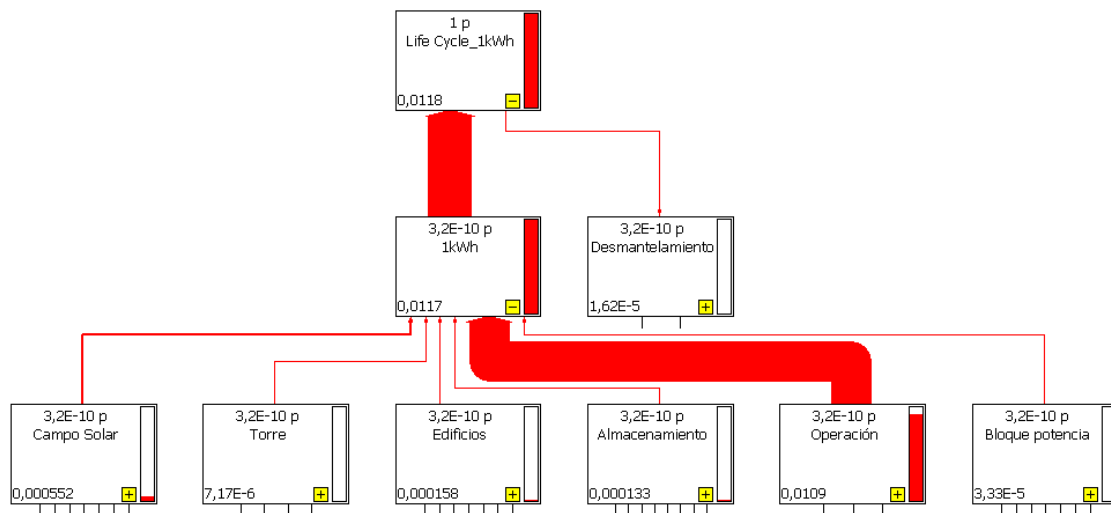 1 p
Life Cycle_1kWh
0,0118
3,2E-10 p
1kWh
0,0117
3,2E-10 p
Desmantelamiento
1,62E-5
3,2E-10 p
Campo Solar
0,000552
3,2E-10 p
Torre
7,17E-6
3,2E-10 p
Edificios
0,000158
3,2E-10 p
Almacenamiento
0,000133
3,2E-10 p
Operación
0,0109
3,2E-10 p
Bloque potencia
3,33E-5